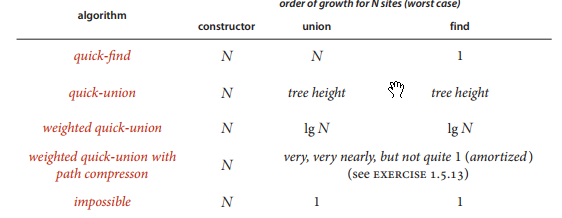 order of growth for N sites (worst case)
algorithm
constructor union find
quick-find N N 1
quick-union N tree height tree height
weighted quick-union N lg N lg N
weighted quick-union with very, very nearly, but not quite 1 (amortized)
path compresson N (see EXERCISE 1.5.13)
impossible N 1 1